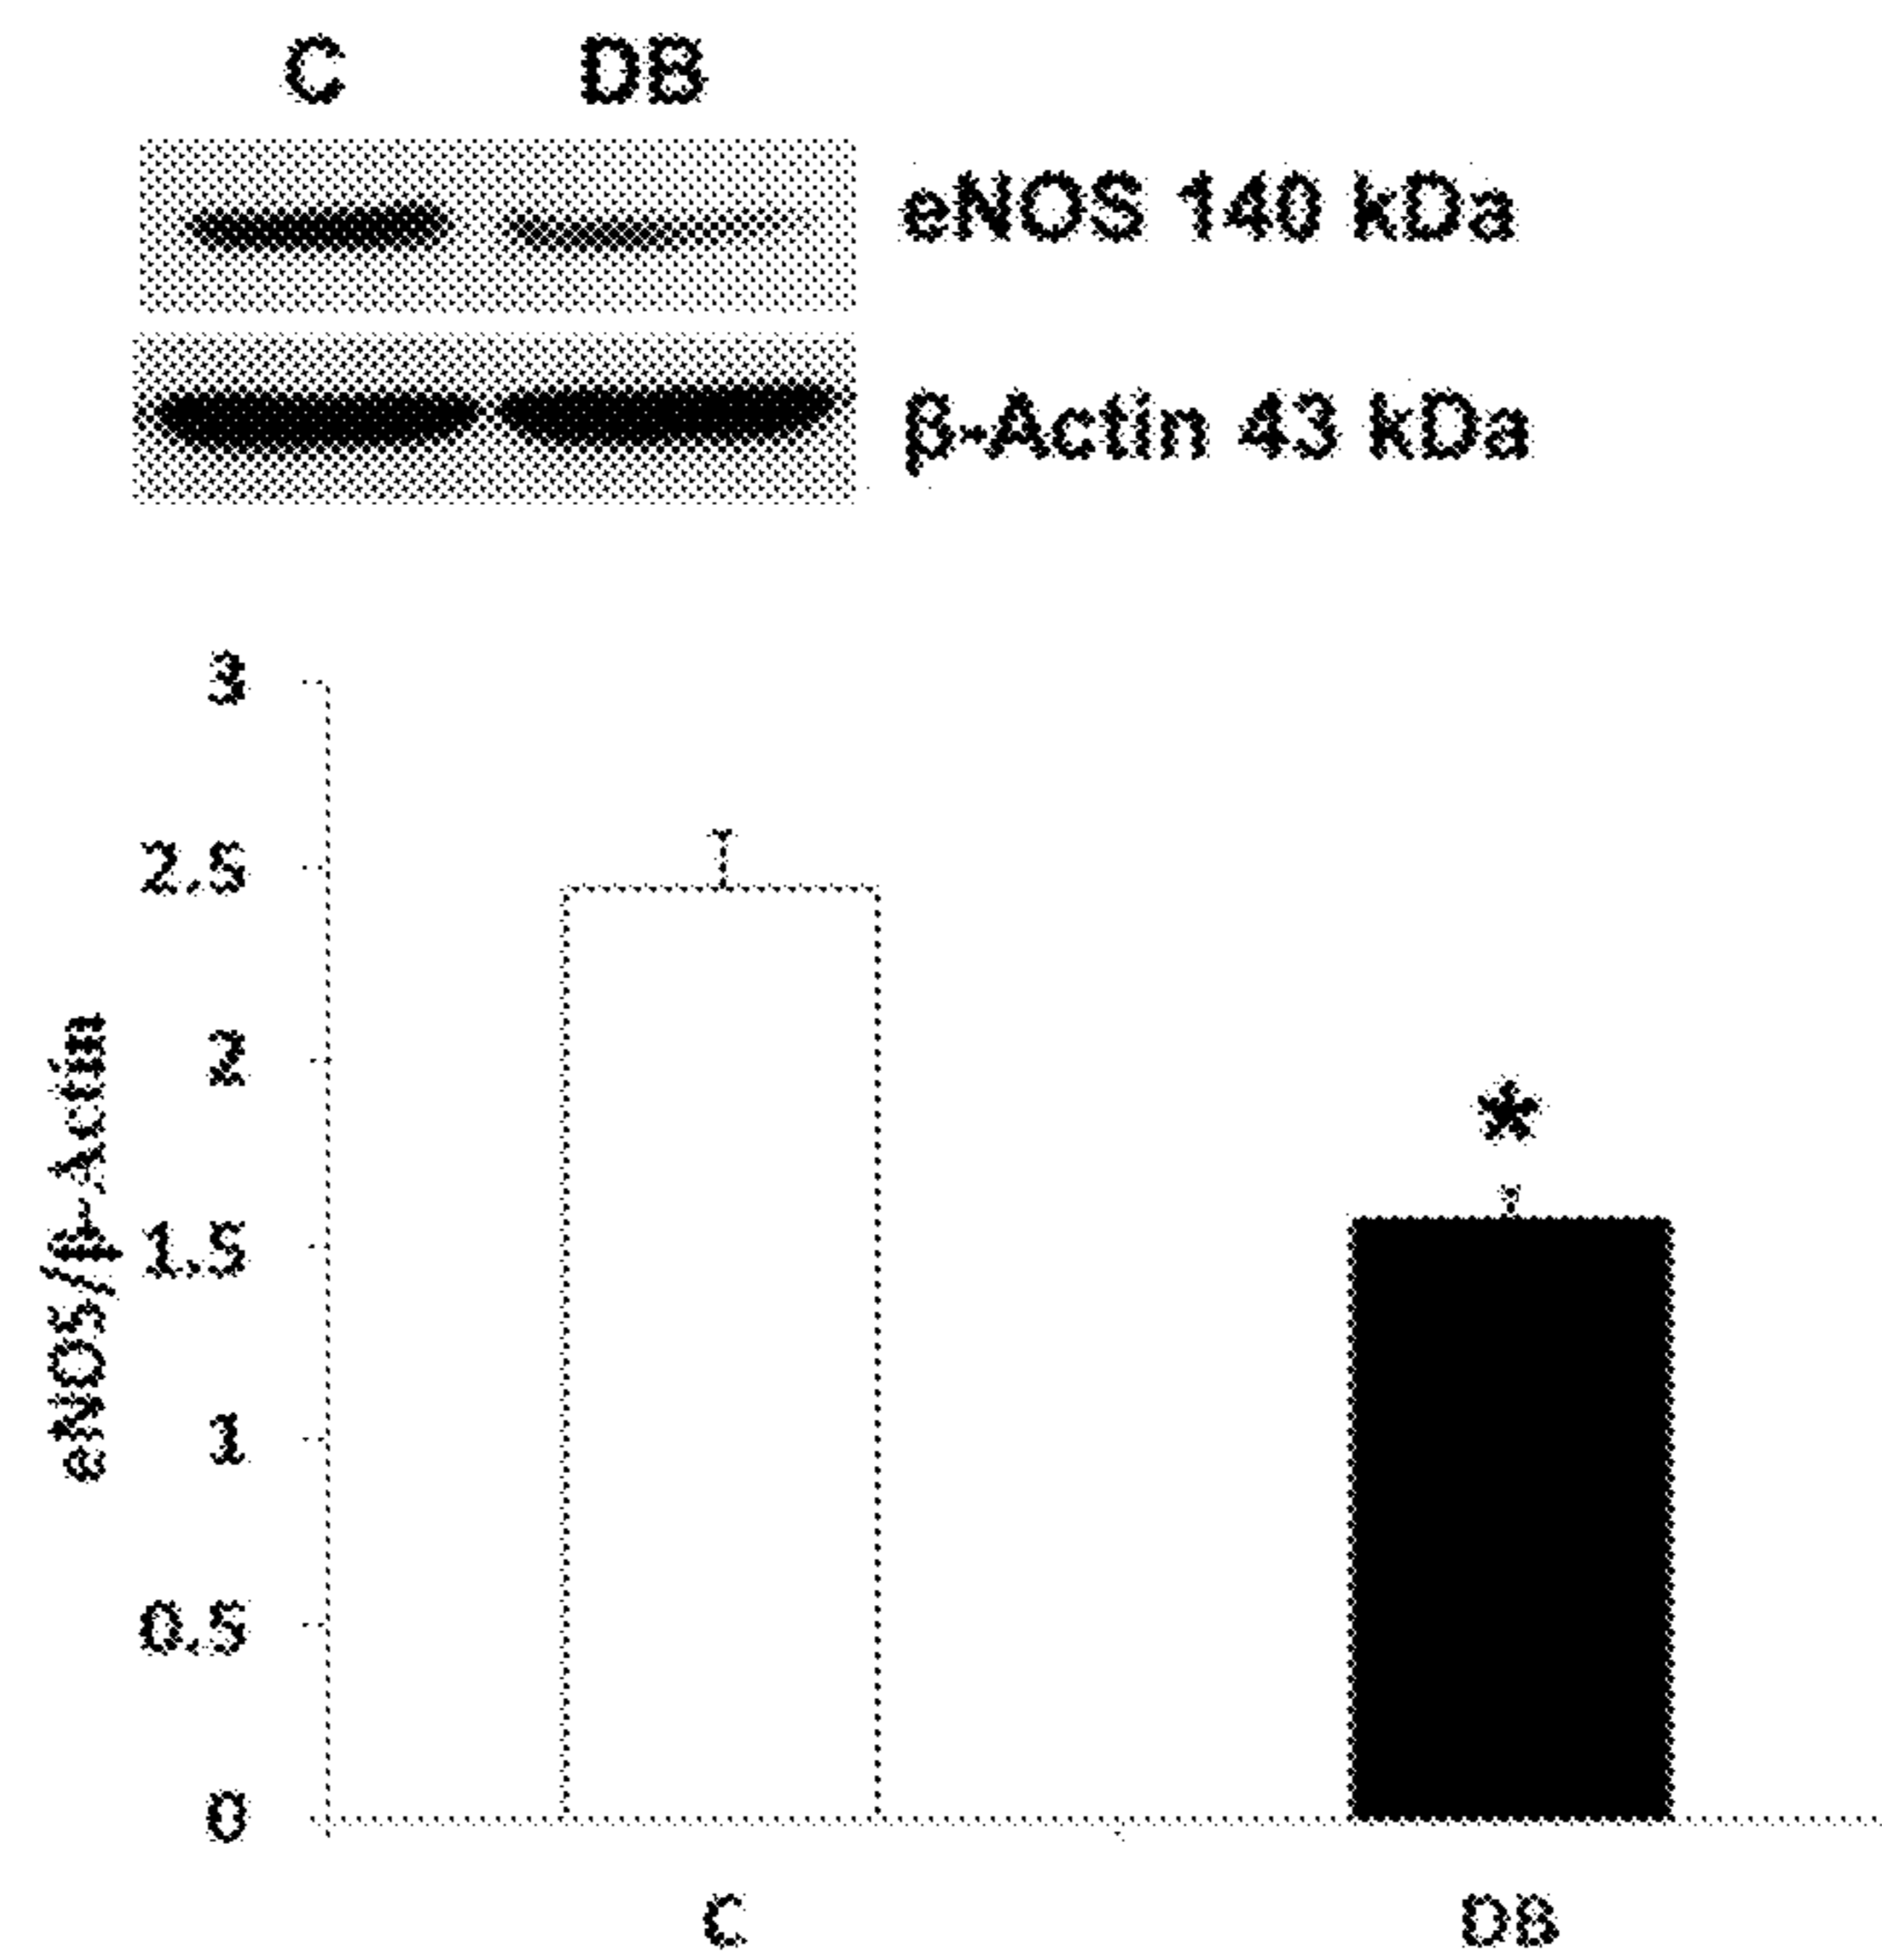 C DB
eNOS 140 kDa
β-Actin 43 kDa
3
2.5
2
1.5
1
0.5
0
eNOS/β-Actin
*
C DB